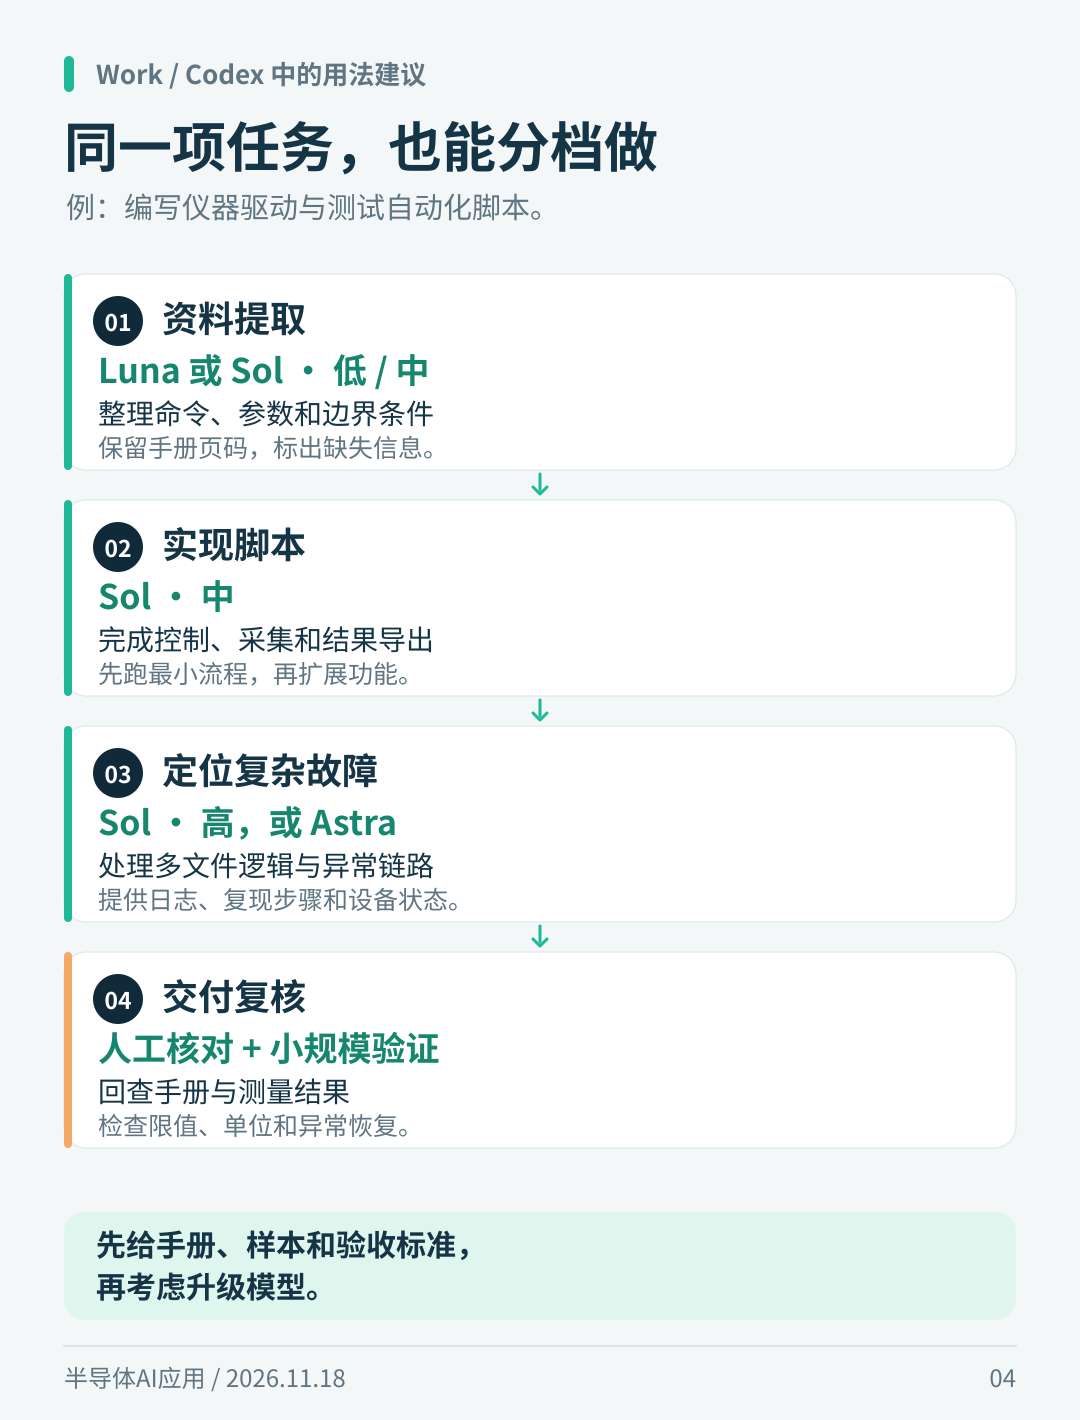 Work / Codex 中的用法建议
同一项任务，也能分档做
例：编写仪器驱动与测试自动化脚本。
01 资料提取
Luna 或 Sol · 低 / 中
整理命令、参数和边界条件
保留手册页码，标出缺失信息。
02 实现脚本
Sol · 中
完成控制、采集和结果导出
先跑最小流程，再扩展功能。
03 定位复杂故障
Sol · 高，或 Astra
处理多文件逻辑与异常链路
提供日志、复现步骤和设备状态。
04 交付复核
人工核对 + 小规模验证
回查手册与测量结果
检查限值、单位和异常恢复。
先给手册、样本和验收标准，
再考虑升级模型。
半导体AI应用 / 2026.11.18
04